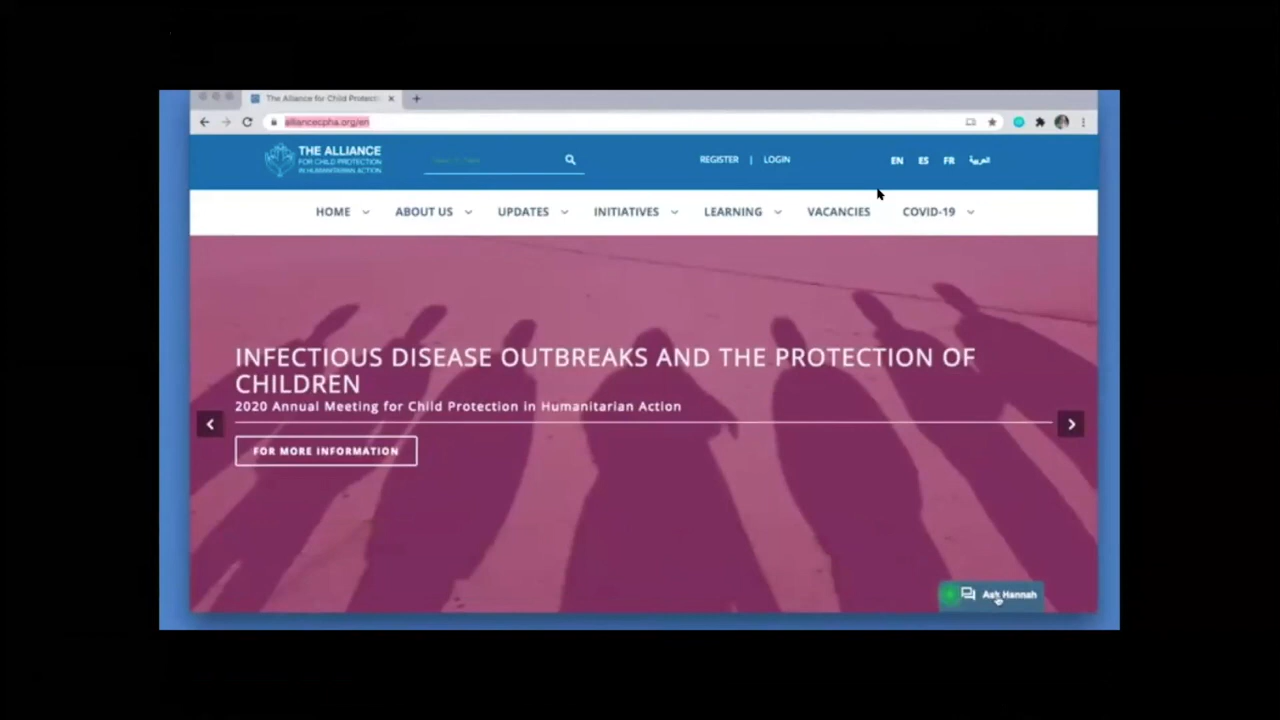 The Alliance for Child Protecti
alliancecpha.org/en
THE ALLIANCE
FOR CHILD PROTECTION
IN HUMANITARIAN ACTION
REGISTER | LOGIN
EN ES FR العربية
HOME ABOUT US UPDATES INITIATIVES LEARNING VACANCIES COVID-19
INFECTIOUS DISEASE OUTBREAKS AND THE PROTECTION OF
CHILDREN
2020 Annual Meeting for Child Protection in Humanitarian Action
FOR MORE INFORMATION
Ask Hannah